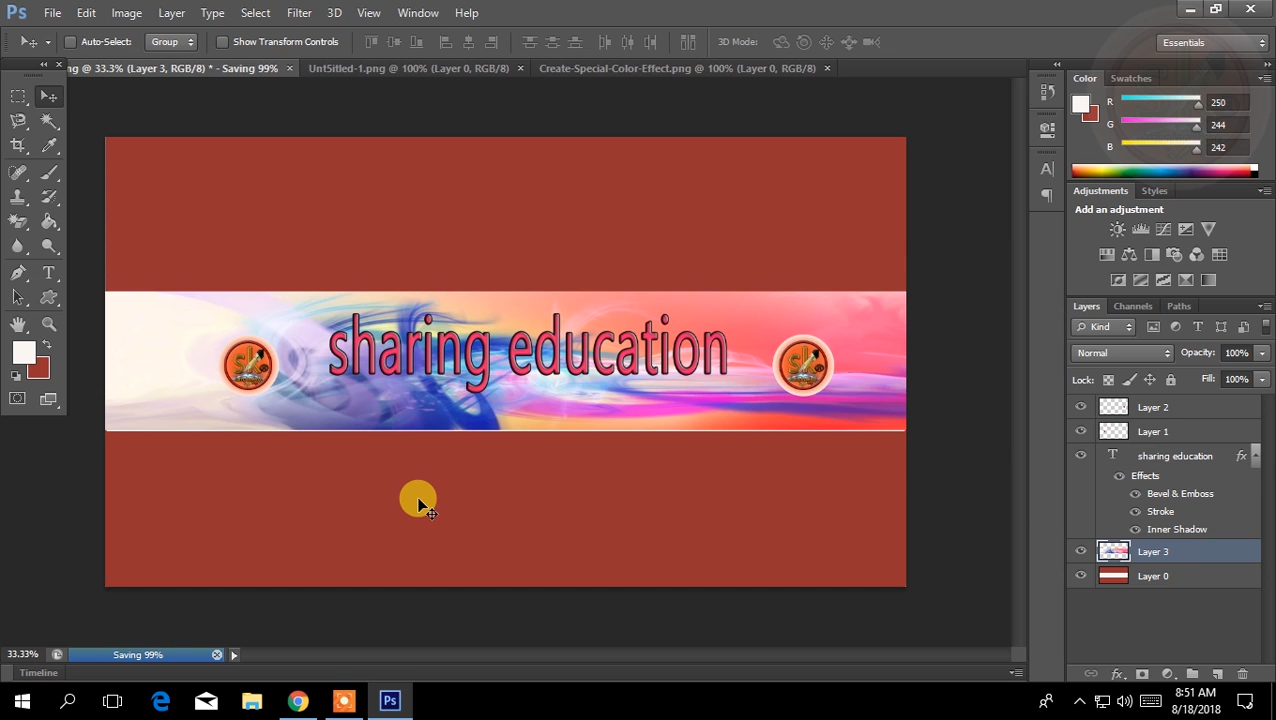 Ps File Edit Image Layer Type Select Filter 3D View Window Help
Auto-Select: Group Show Transform Controls 3D Mode: Essentials
ng @ 33.3% (Layer 3, RGB/8) * - Saving 99% × UntSitled-1.png @ 100% (Layer 0, RGB/8) × Create-Special-Color-Effect.png @ 100% (Layer 0, RGB/8) ×
Color Swatches
R 250
G 244
B 242
Adjustments Styles
Add an adjustment
Layers Channels Paths
Kind
Normal Opacity: 100%
Lock: Fill: 100%
Layer 2
Layer 1
sharing education fx
Effects
Bevel & Emboss
Stroke
Inner Shadow
Layer 3
Layer 0
sharing education
33.33% Saving 99%
Timeline
Ps
8:51 AM
8/18/2018